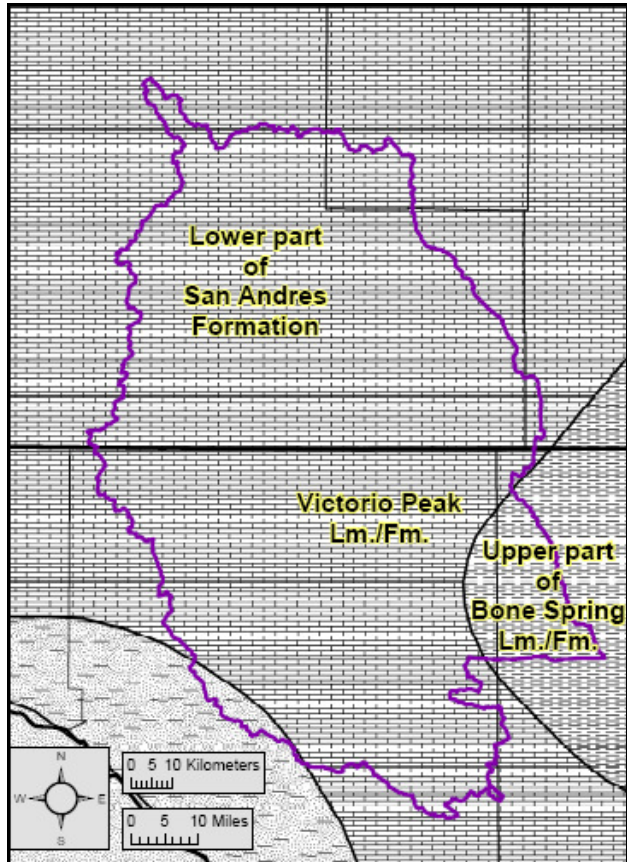 Lower part
of
San Andres
Formation
Victorio Peak
Lm./Fm.
Upper part
of
Bone Spring
Lm./Fm.
N
W E
S
0 5 10 Kilometers
0 5 10 Miles